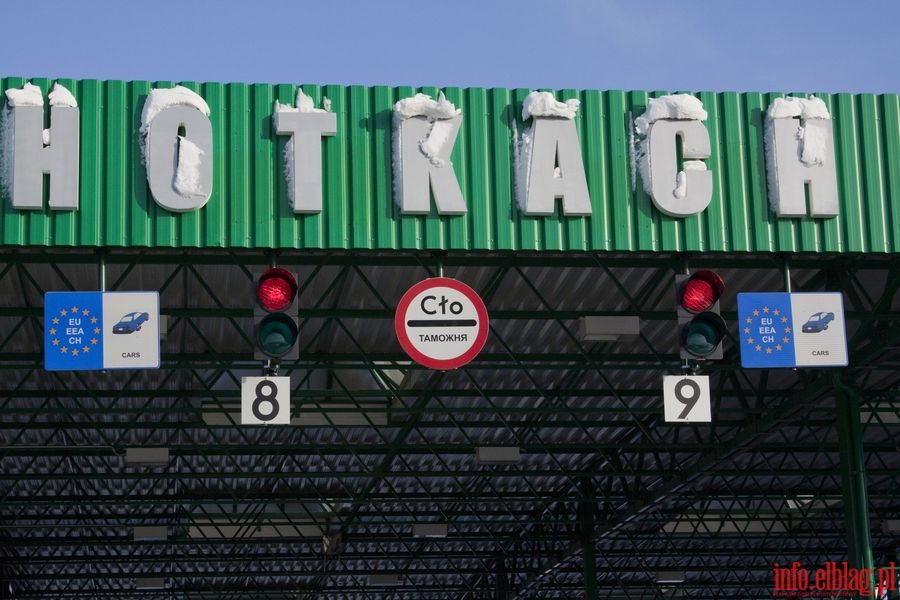 HOTKACH
EU
EEA
CH
CARS
Cło
ТАМОЖНЯ
EU
EEA
CH
CARS
8
9
info.elblag.pl